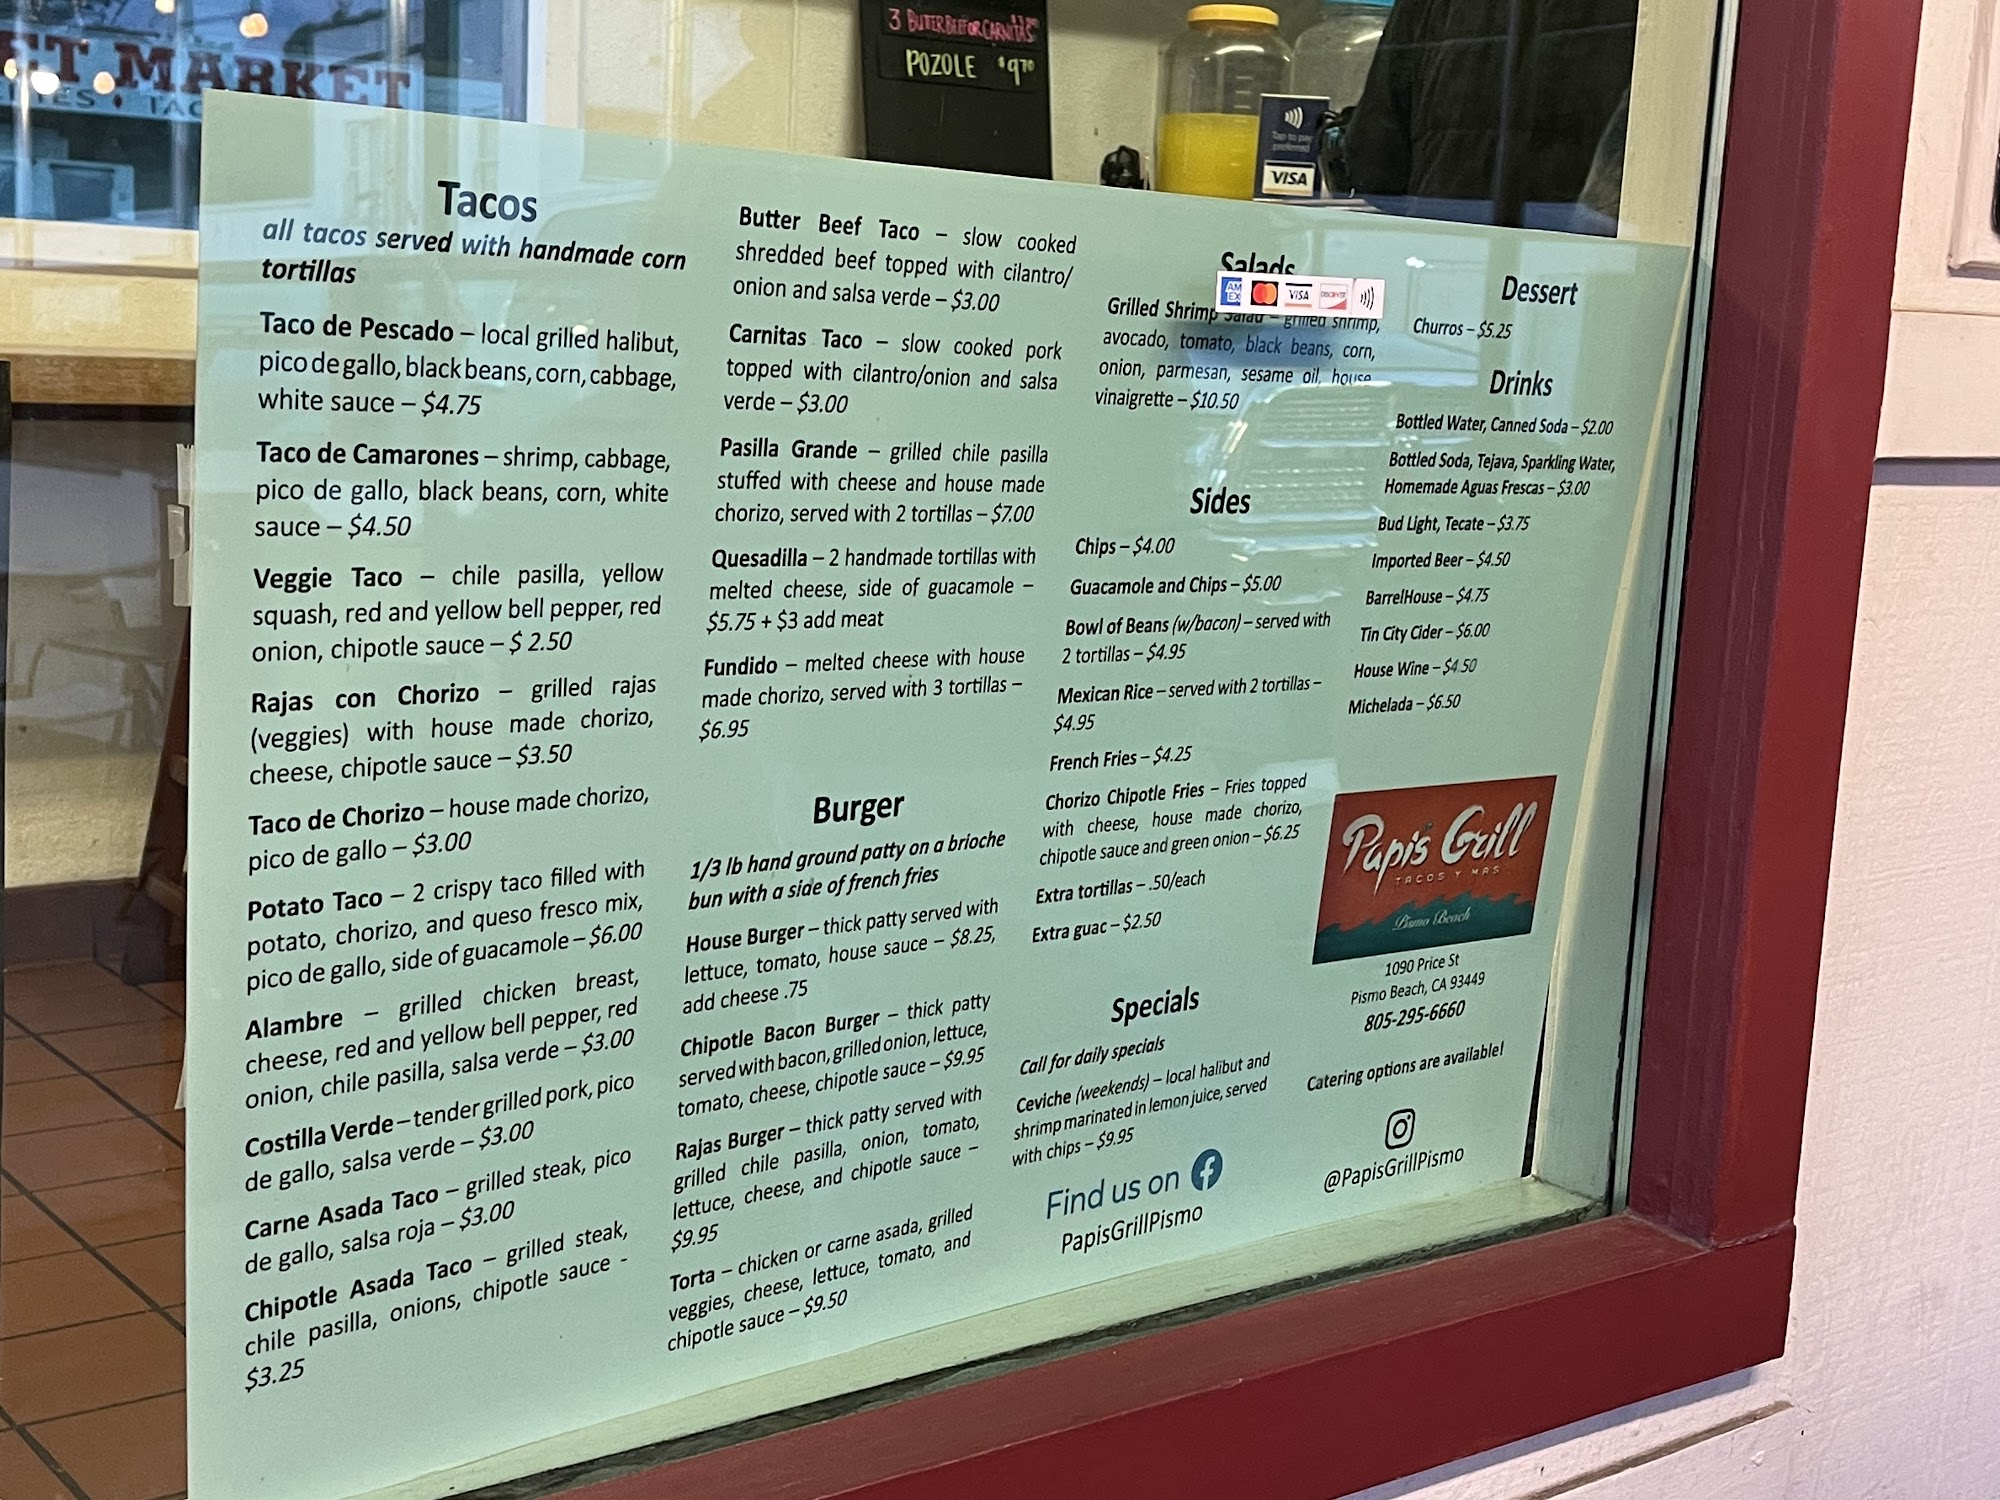 ET MARKET
TAC
3 BUTTER BEEF OR CARNITAS
POZOLE $9.70
Tap to pay
preferred
VISA
Tacos
all tacos served with handmade corn
tortillas
Taco de Pescado – local grilled halibut,
pico de gallo, black beans, corn, cabbage,
white sauce – $4.75
Taco de Camarones – shrimp, cabbage,
pico de gallo, black beans, corn, white
sauce – $4.50
Veggie Taco – chile pasilla, yellow
squash, red and yellow bell pepper, red
onion, chipotle sauce – $ 2.50
Rajas con Chorizo – grilled rajas
(veggies) with house made chorizo,
cheese, chipotle sauce – $3.50
Taco de Chorizo – house made chorizo,
pico de gallo – $3.00
Potato Taco – 2 crispy taco filled with
potato, chorizo, and queso fresco mix,
pico de gallo, side of guacamole – $6.00
Alambre – grilled chicken breast,
cheese, red and yellow bell pepper, red
onion, chile pasilla, salsa verde – $3.00
Costilla Verde – tender grilled pork, pico
de gallo, salsa verde – $3.00
Carne Asada Taco – grilled steak, pico
de gallo, salsa roja – $3.00
Chipotle Asada Taco – grilled steak,
chile pasilla, onions, chipotle sauce -
$3.25
Butter Beef Taco – slow cooked
shredded beef topped with cilantro/
onion and salsa verde – $3.00
Carnitas Taco – slow cooked pork
topped with cilantro/onion and salsa
verde – $3.00
Pasilla Grande – grilled chile pasilla
stuffed with cheese and house made
chorizo, served with 2 tortillas – $7.00
Quesadilla – 2 handmade tortillas with
melted cheese, side of guacamole –
$5.75 + $3 add meat
Fundido – melted cheese with house
made chorizo, served with 3 tortillas –
$6.95
Burger
1/3 lb hand ground patty on a brioche
bun with a side of french fries
House Burger – thick patty served with
lettuce, tomato, house sauce – $8.25,
add cheese .75
Chipotle Bacon Burger – thick patty
served with bacon, grilled onion, lettuce,
tomato, cheese, chipotle sauce – $9.95
Rajas Burger – thick patty served with
grilled chile pasilla, onion, tomato,
lettuce, cheese, and chipotle sauce –
$9.95
Torta – chicken or carne asada, grilled
veggies, cheese, lettuce, tomato, and
chipotle sauce – $9.50
Salads
AM EX VISA DISCOVER
Grilled Shrimp Salad – grilled shrimp,
avocado, tomato, black beans, corn,
onion, parmesan, sesame oil, house
vinaigrette – $10.50
Sides
Chips – $4.00
Guacamole and Chips – $5.00
Bowl of Beans (w/bacon) – served with
2 tortillas – $4.95
Mexican Rice – served with 2 tortillas –
$4.95
French Fries – $4.25
Chorizo Chipotle Fries – Fries topped
with cheese, house made chorizo,
chipotle sauce and green onion – $6.25
Extra tortillas – .50/each
Extra guac – $2.50
Specials
Call for daily specials
Ceviche (weekends) – local halibut and
shrimp marinated in lemon juice, served
with chips – $9.95
Find us on
PapisGrillPismo
Dessert
Churros – $5.25
Drinks
Bottled Water, Canned Soda – $2.00
Bottled Soda, Tejava, Sparkling Water,
Homemade Aguas Frescas – $3.00
Bud Light, Tecate – $3.75
Imported Beer – $4.50
BarrelHouse – $4.75
Tin City Cider – $6.00
House Wine – $4.50
Michelada – $6.50
Papi's Grill
TACOS Y MAS
Pismo Beach
1090 Price St
Pismo Beach, CA 93449
805-295-6660
Catering options are available!
@PapisGrillPismo